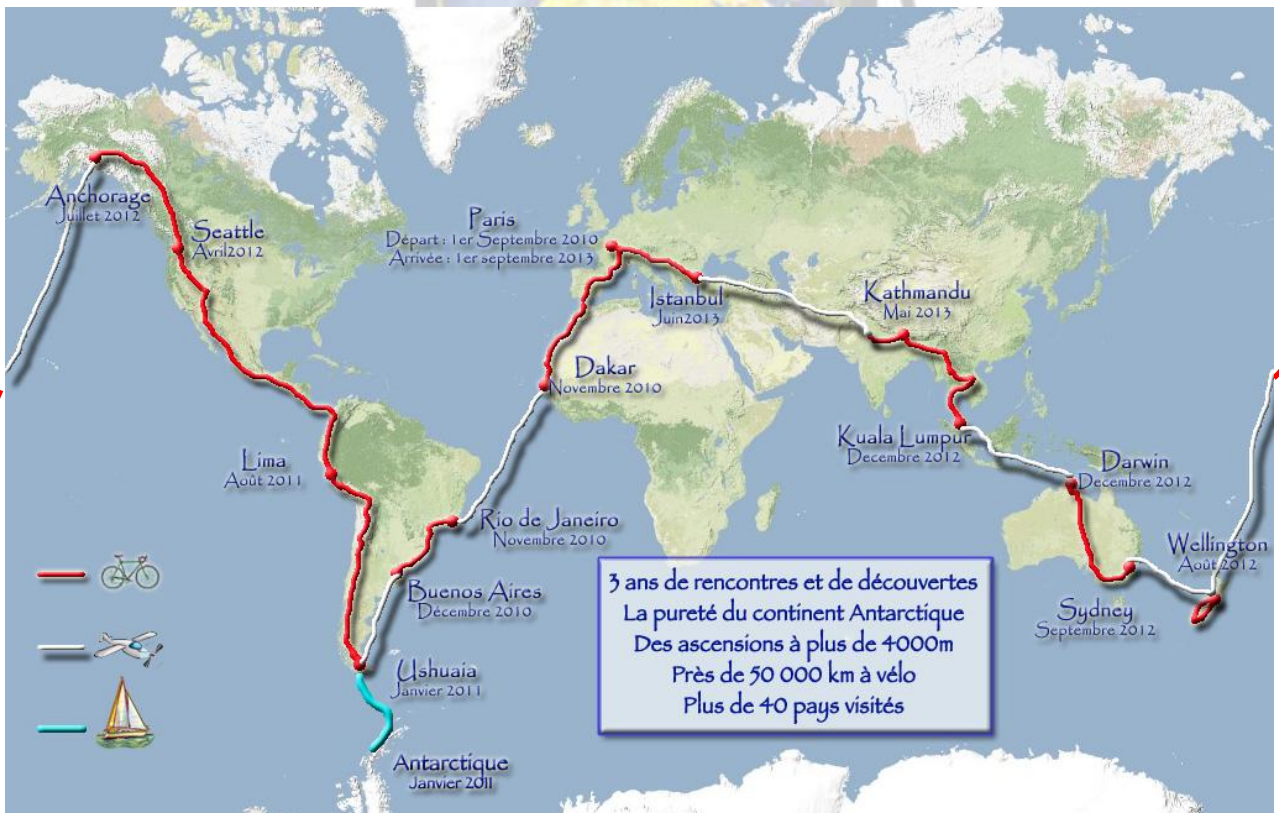 Anchorage
Juillet 2012
Seattle
Avril2012
Paris
Départ : 1er Septembre 2010
Arrivée : 1er septembre 2013
Istanbul
Juin2013
Kathmandu
Mai 2013
Dakar
Novembre 2010
Kuala Lumpur
Decembre 2012
Darwin
Decembre 2012
Lima
Août 2011
Rio de Janeiro
Novembre 2010
Wellington
Août 2012
Buenos Aires
Décembre 2010
Sydney
Septembre 2012
3 ans de rencontres et de découvertes
La pureté du continent Antarctique
Des ascensions à plus de 4000m
Près de 50 000 km à vélo
Plus de 40 pays visités
Ushuaia
Janvier 2011
Antarctique
Janvier 2011